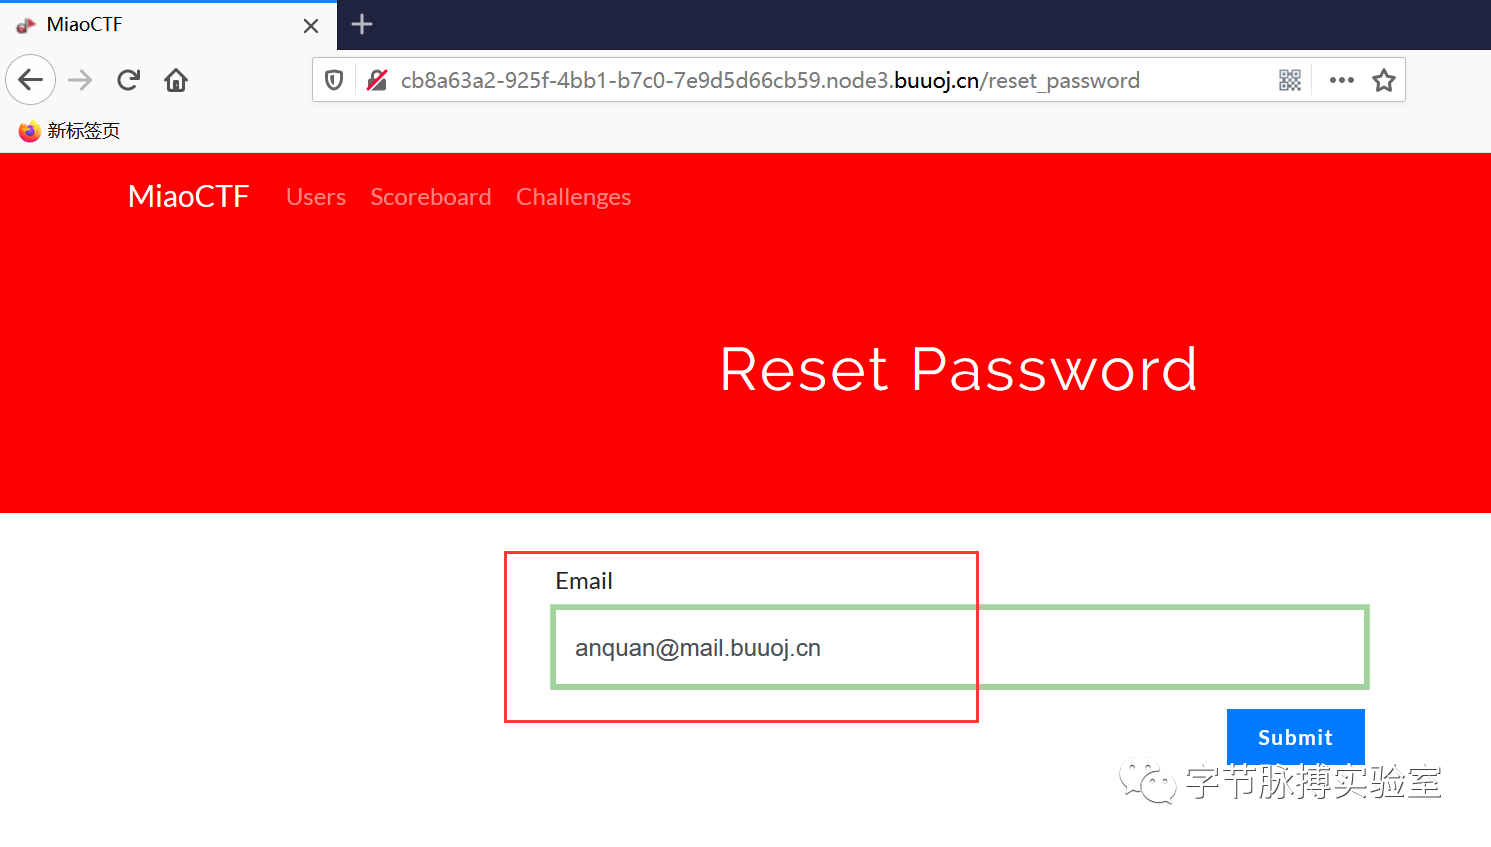 MiaoCTF
cb8a63a2-925f-4bb1-b7c0-7e9d5d66cb59.node3.buuoj.cn/reset_password
新标签页
MiaoCTF Users Scoreboard Challenges
Reset Password
Email
anquan@mail.buuoj.cn
Submit
字节脉搏实验室